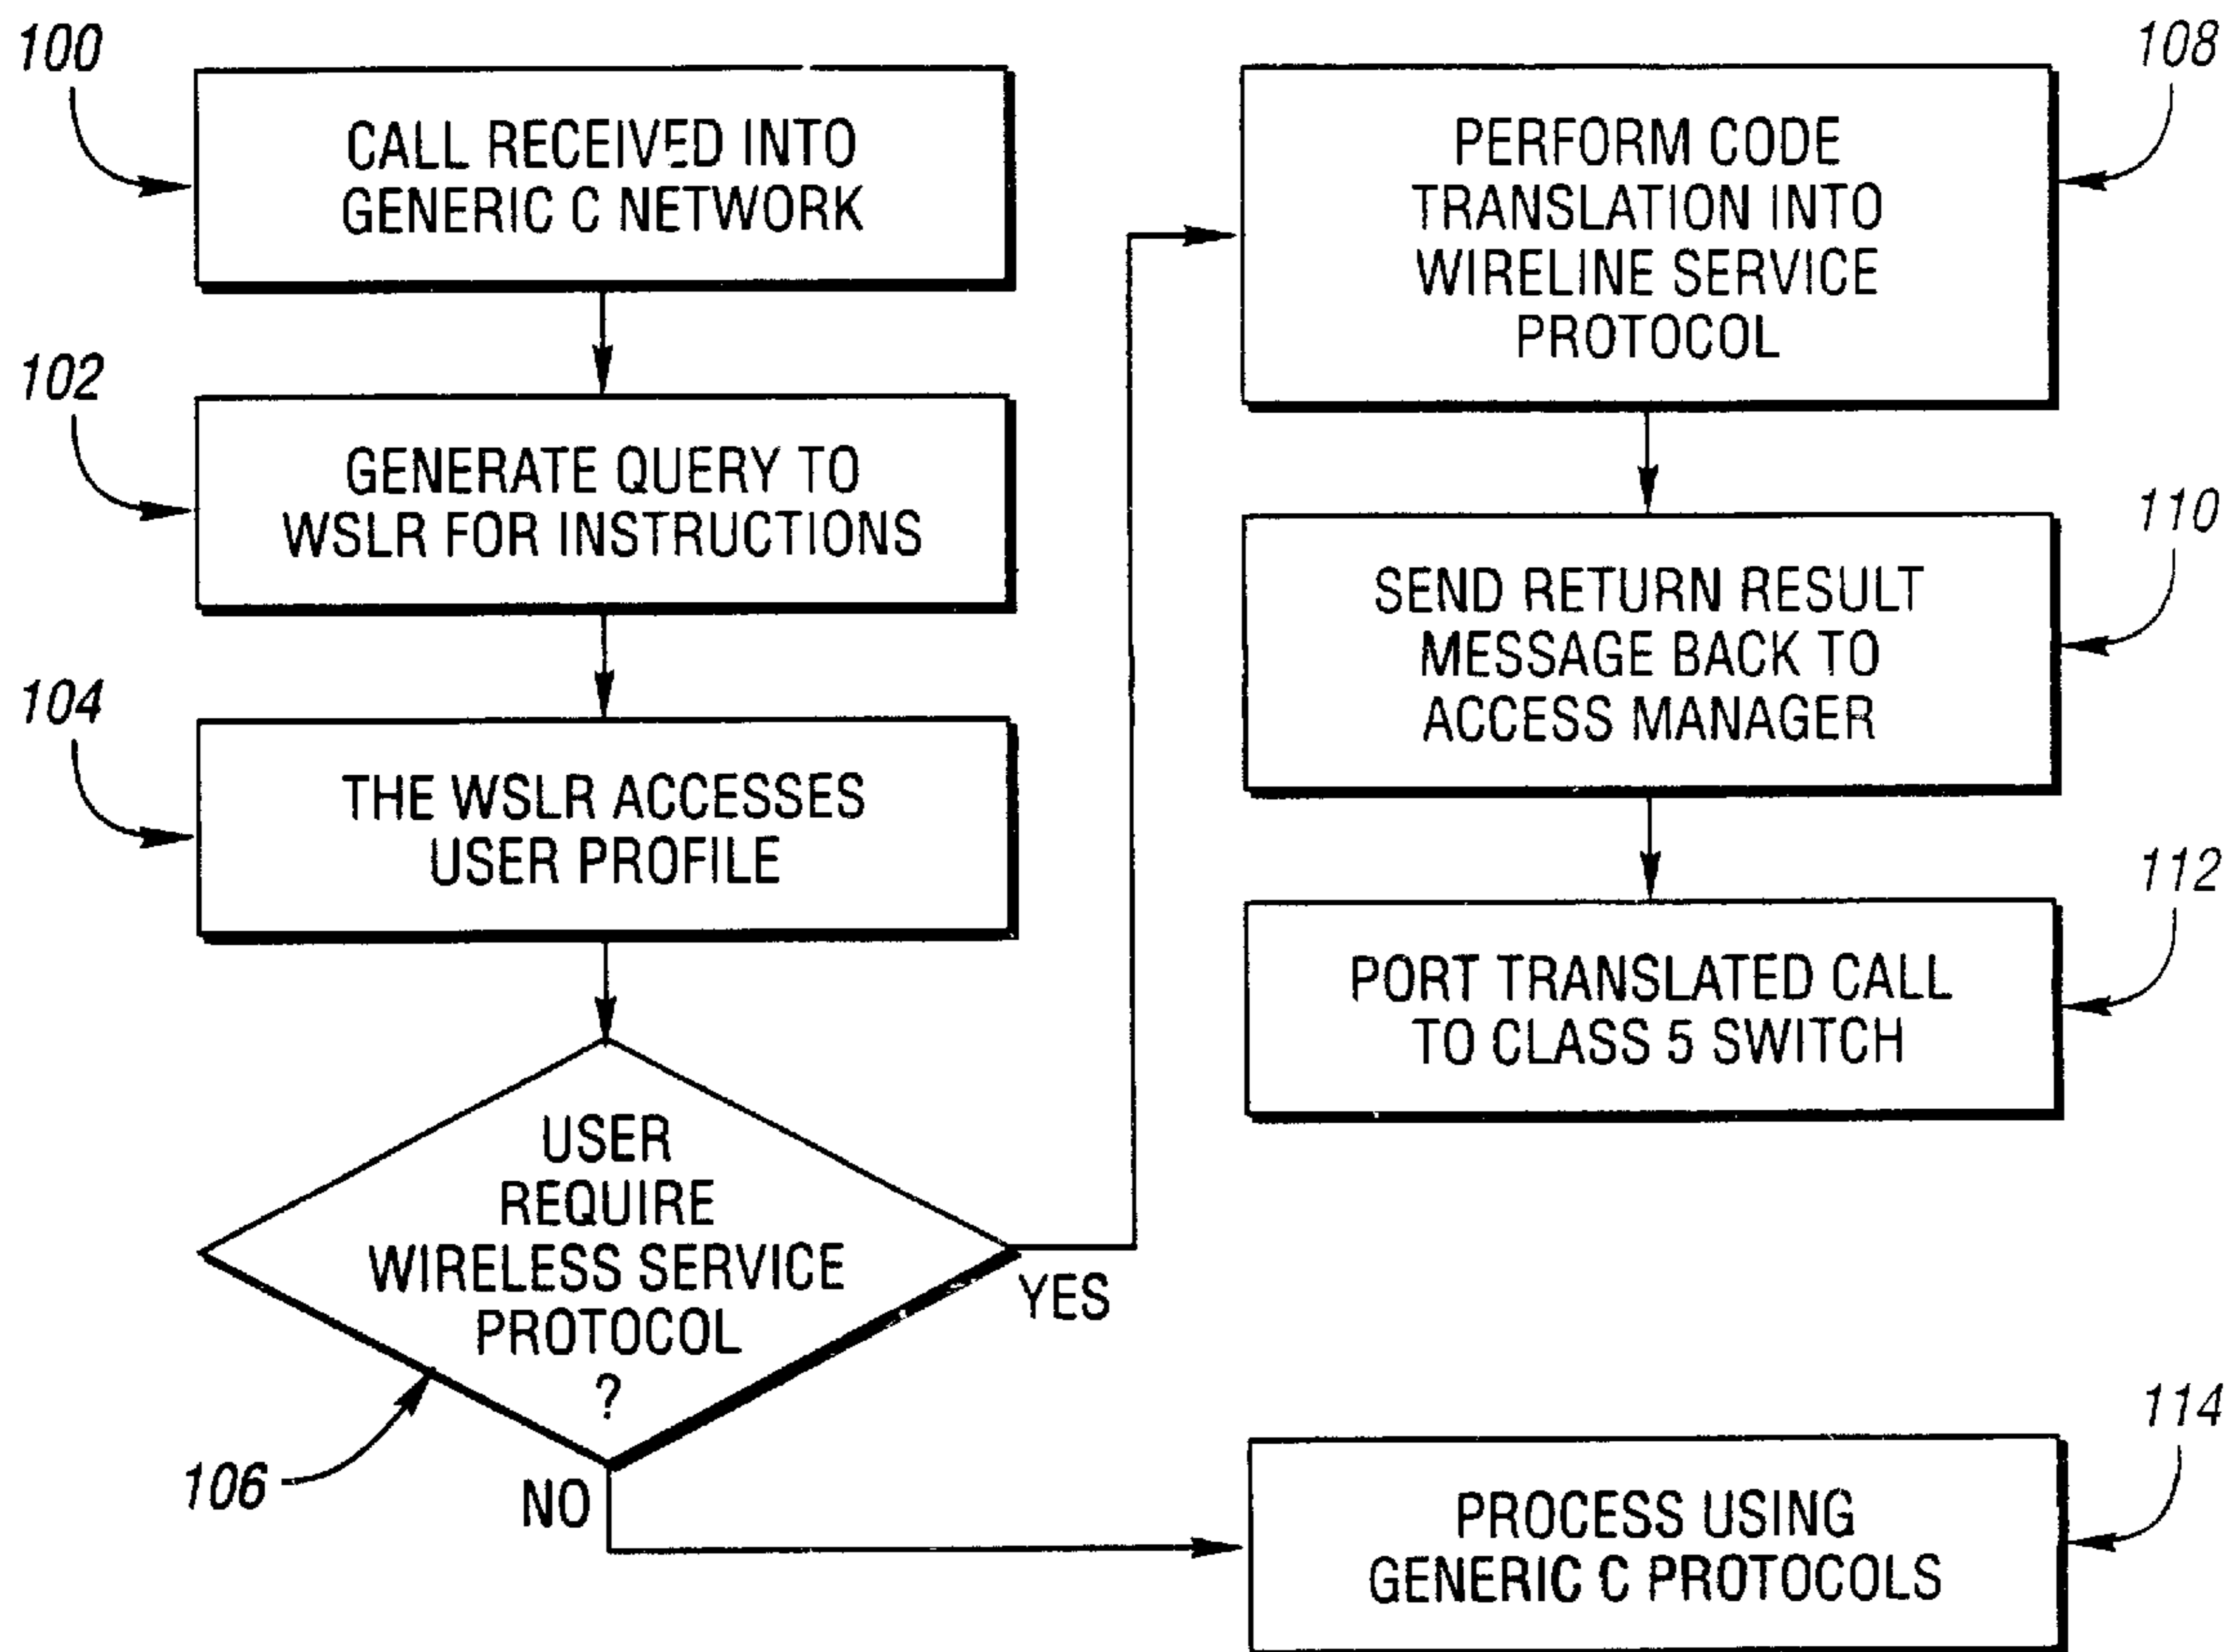 100
CALL RECEIVED INTO
GENERIC C NETWORK
102
GENERATE QUERY TO
WSLR FOR INSTRUCTIONS
104
THE WSLR ACCESSES
USER PROFILE
USER
REQUIRE
WIRELESS SERVICE
PROTOCOL
?
106
YES
NO
108
PERFORM CODE
TRANSLATION INTO
WIRELINE SERVICE
PROTOCOL
110
SEND RETURN RESULT
MESSAGE BACK TO
ACCESS MANAGER
112
PORT TRANSLATED CALL
TO CLASS 5 SWITCH
114
PROCESS USING
GENERIC C PROTOCOLS